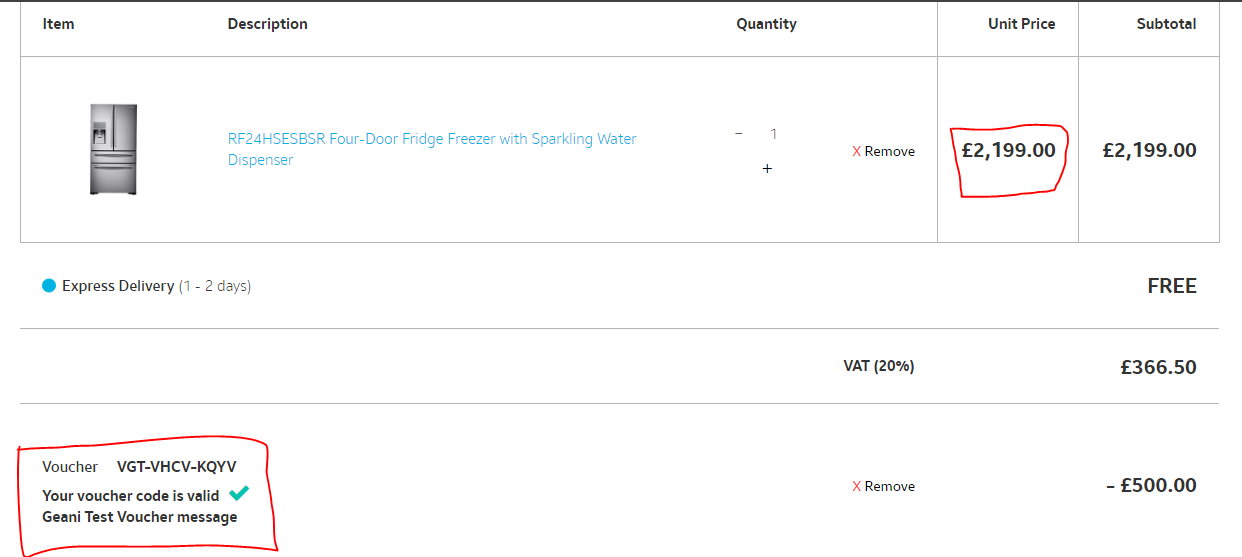 Item Description Quantity Unit Price Subtotal
RF24HSESBSR Four-Door Fridge Freezer with Sparkling Water
Dispenser
– 1
+
X Remove
£2,199.00 £2,199.00
Express Delivery (1 - 2 days) FREE
VAT (20%) £366.50
Voucher VGT-VHCV-KQYV
Your voucher code is valid
Geani Test Voucher message
X Remove – £500.00